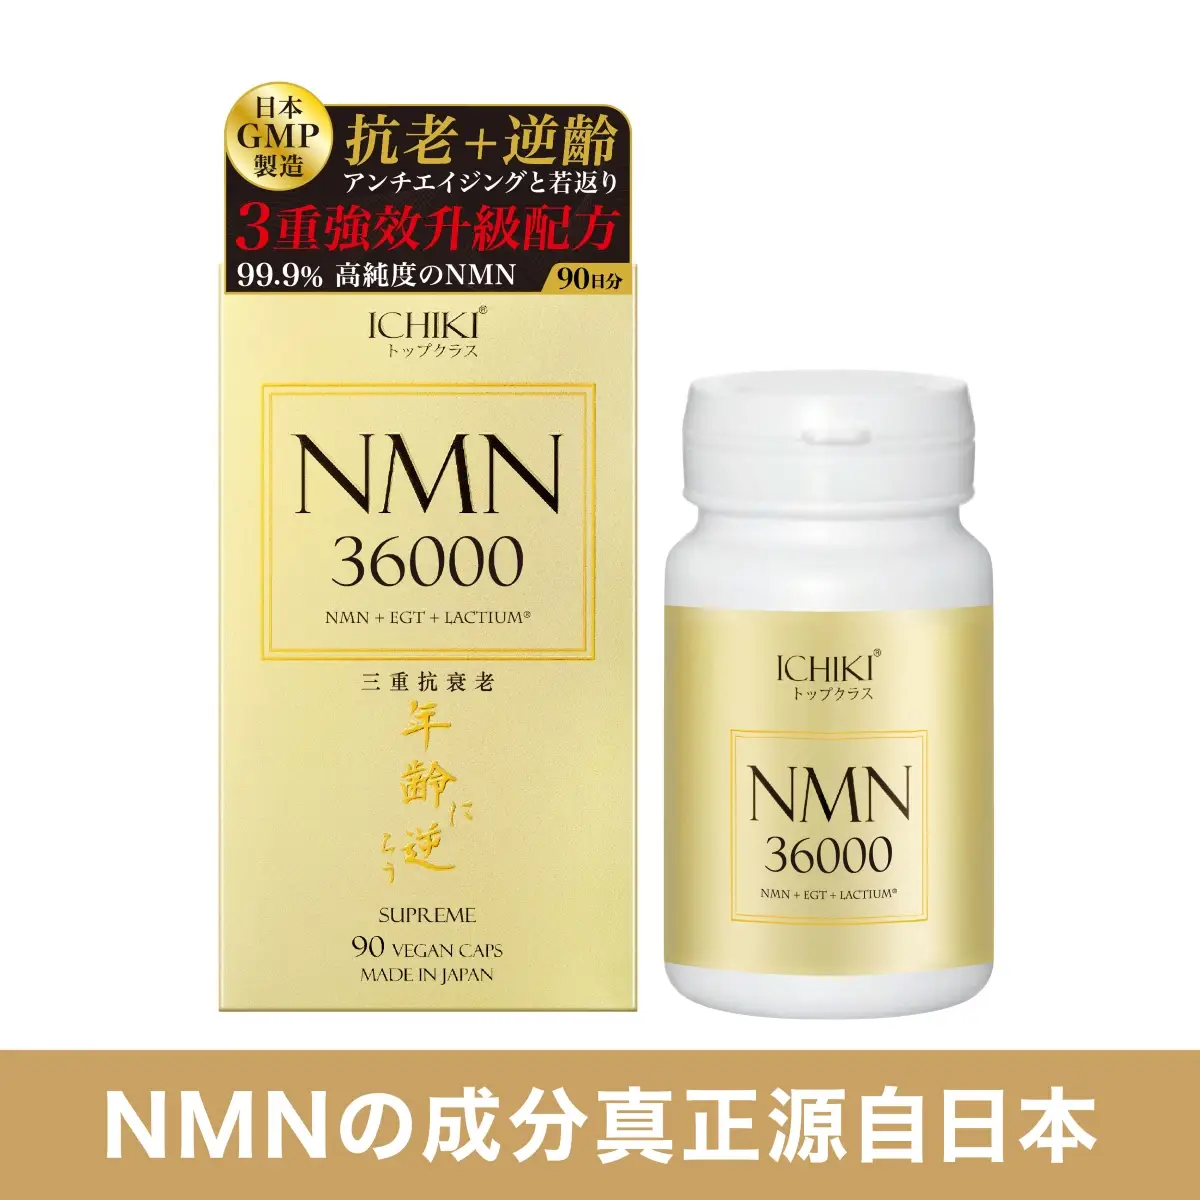 日本
GMP
製造
抗老+逆齡
アンチエイジングと若返り
3重強效升級配方
99.9% 高純度のNMN
90日分
ICHIKI®
トップクラス
NMN
36000
NMN + EGT + LACTIUM®
三重抗衰老
年齢に逆らう
SUPREME
90 VEGAN CAPS
MADE IN JAPAN
ICHIKI®
トップクラス
NMN
36000
NMN + EGT + LACTIUM®
NMNの成分真正源自日本